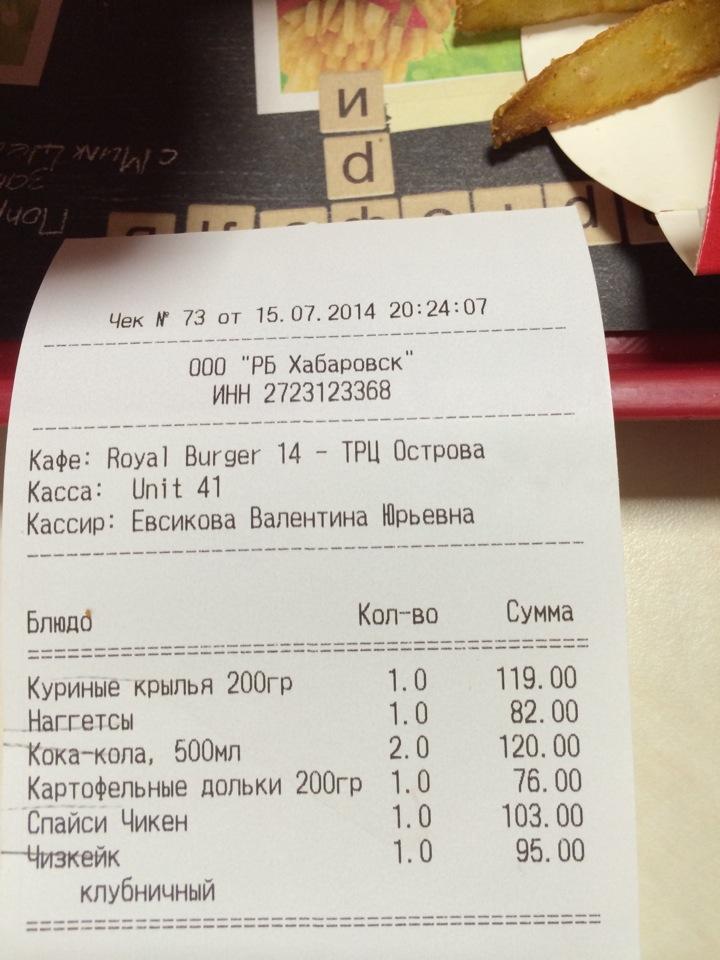 и
р
Чек № 73 от 15.07.2014 20:24:07
ООО "РБ Хабаровск"
ИНН 2723123368
Кафе: Royal Burger 14 - ТРЦ Острова
Касса: Unit 41
Кассир: Евсикова Валентина Юрьевна
Блюдо Кол-во Сумма
Куриные крылья 200гр 1.0 119.00
Наггетсы 1.0 82.00
Кока-кола, 500мл 2.0 120.00
Картофельные дольки 200гр 1.0 76.00
Спайси Чикен 1.0 103.00
Чизкейк 1.0 95.00
клубничный